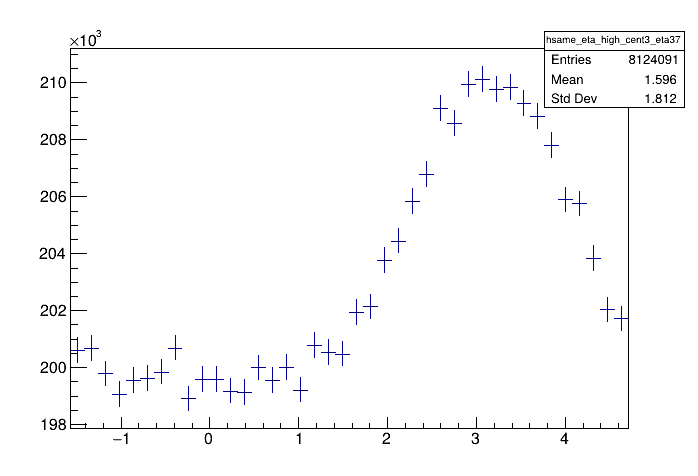 ×10³
hsame_eta_high_cent3_eta37
Entries 8124091
Mean 1.596
Std Dev 1.812
210
208
206
204
202
200
198
−1 0 1 2 3 4